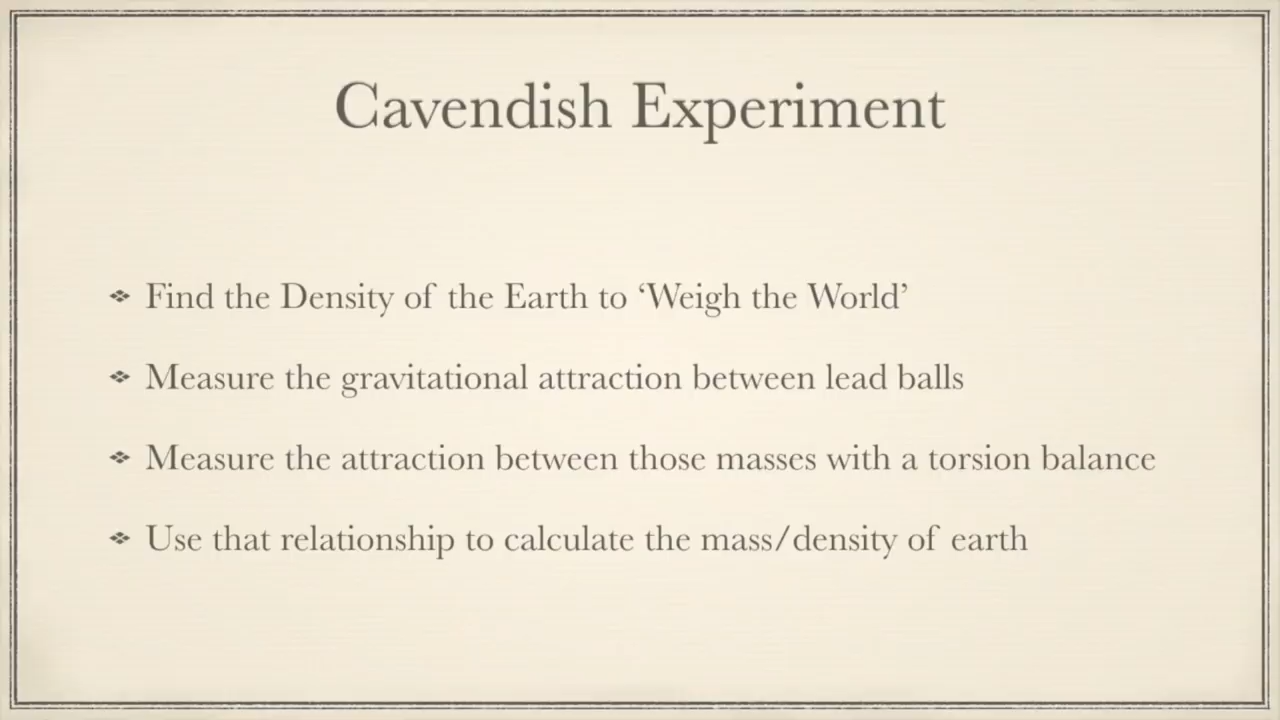 Cavendish Experiment
Find the Density of the Earth to ‘Weigh the World’
Measure the gravitational attraction between lead balls
Measure the attraction between those masses with a torsion balance
Use that relationship to calculate the mass/density of earth